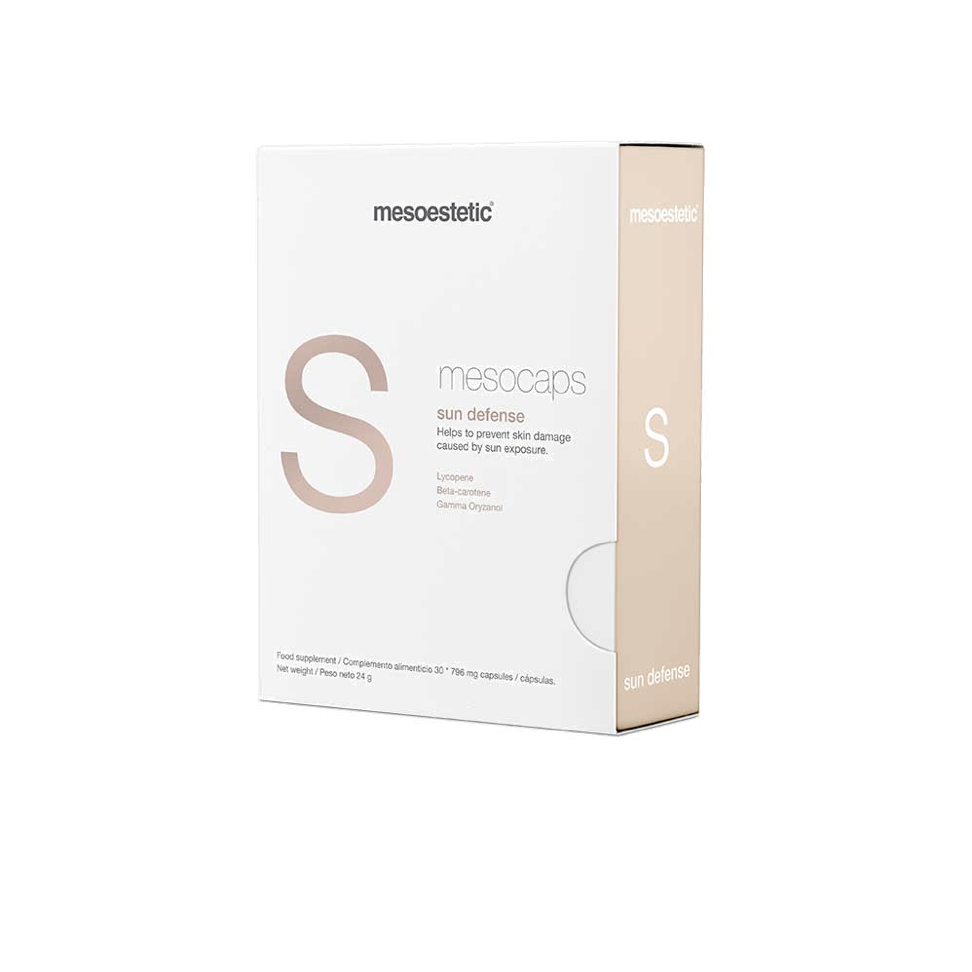 mesoestetic®
S
mesocaps
sun defense
Helps to prevent skin damage
caused by sun exposure.
Lycopene
Beta-carotene
Gamma Oryzanol
Food supplement / Complemento alimenticio 30 * 796 mg capsules / cápsulas.
Net weight / Peso neto 24 g
mesoestetic®
S
sun defense